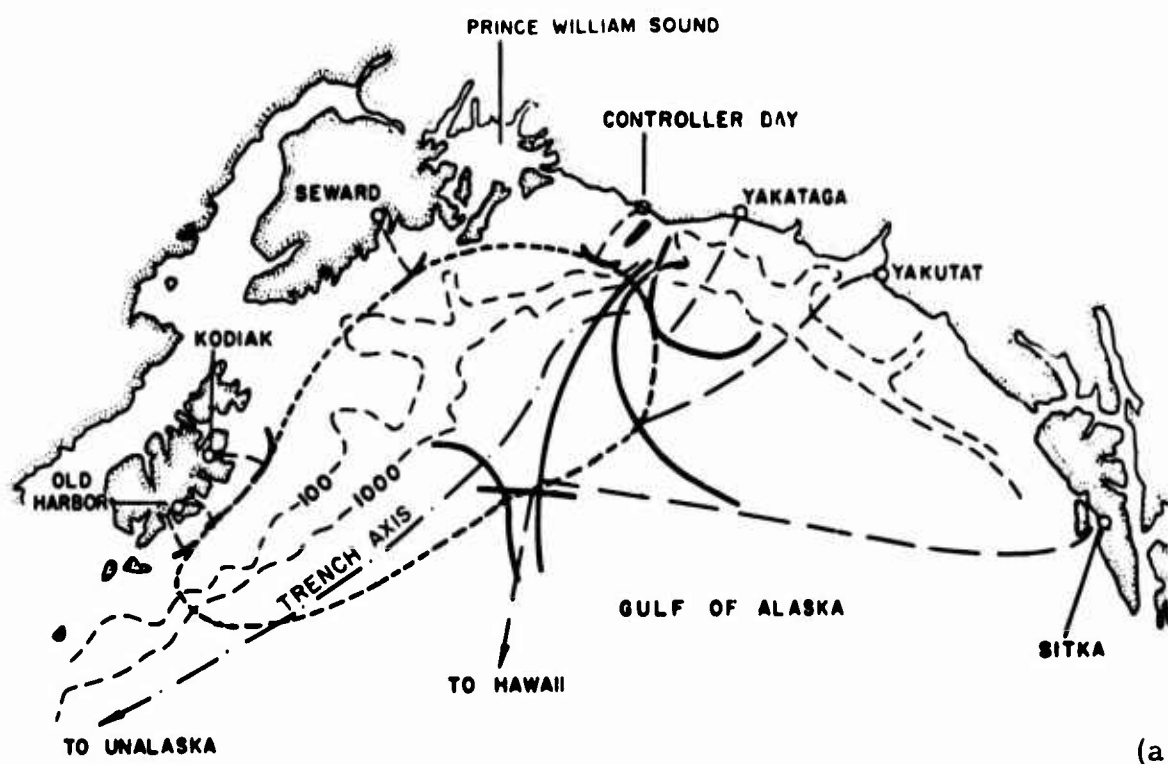 PRINCE WILLIAM SOUND
CONTROLLER DAY
SEWARD
YAKATAGA
YAKUTAT
KODIAK
OLD
HARBOR
100
1000
TRENCH AXIS
GULF OF ALASKA
SITKA
TO HAWAII
TO UNALASKA
(a